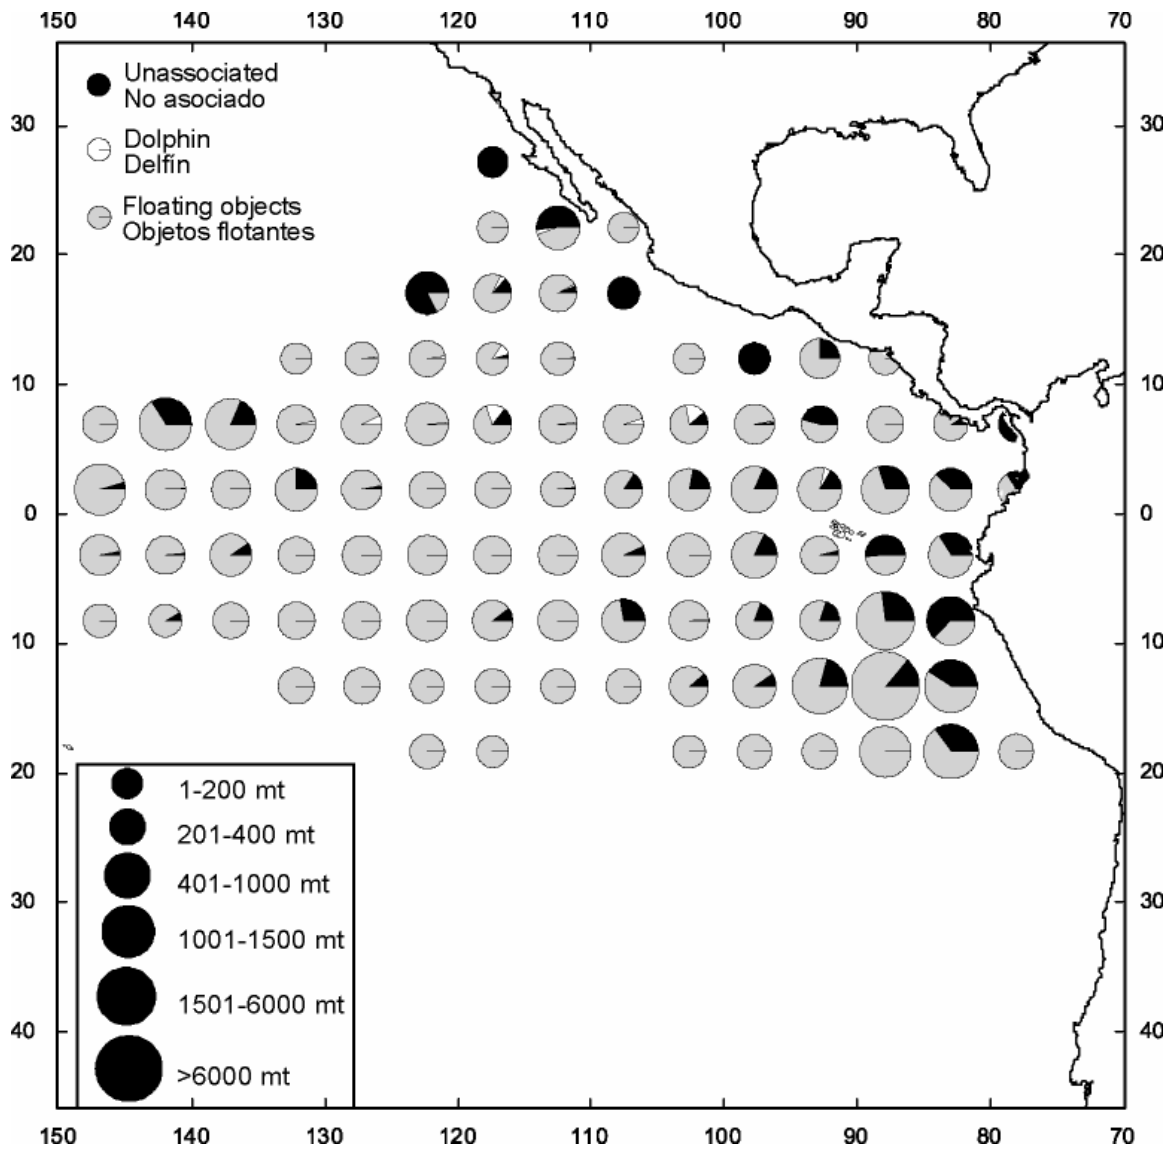 150 140 130 120 110 100 90 80 70
Unassociated
No asociado
30 30
Dolphin
Delfín
Floating objects
Objetos flotantes
20 20
10 10
0 0
10 10
20 20
1-200 mt
201-400 mt
401-1000 mt
30 30
1001-1500 mt
1501-6000 mt
40 40
>6000 mt
150 140 130 120 110 100 90 80 70